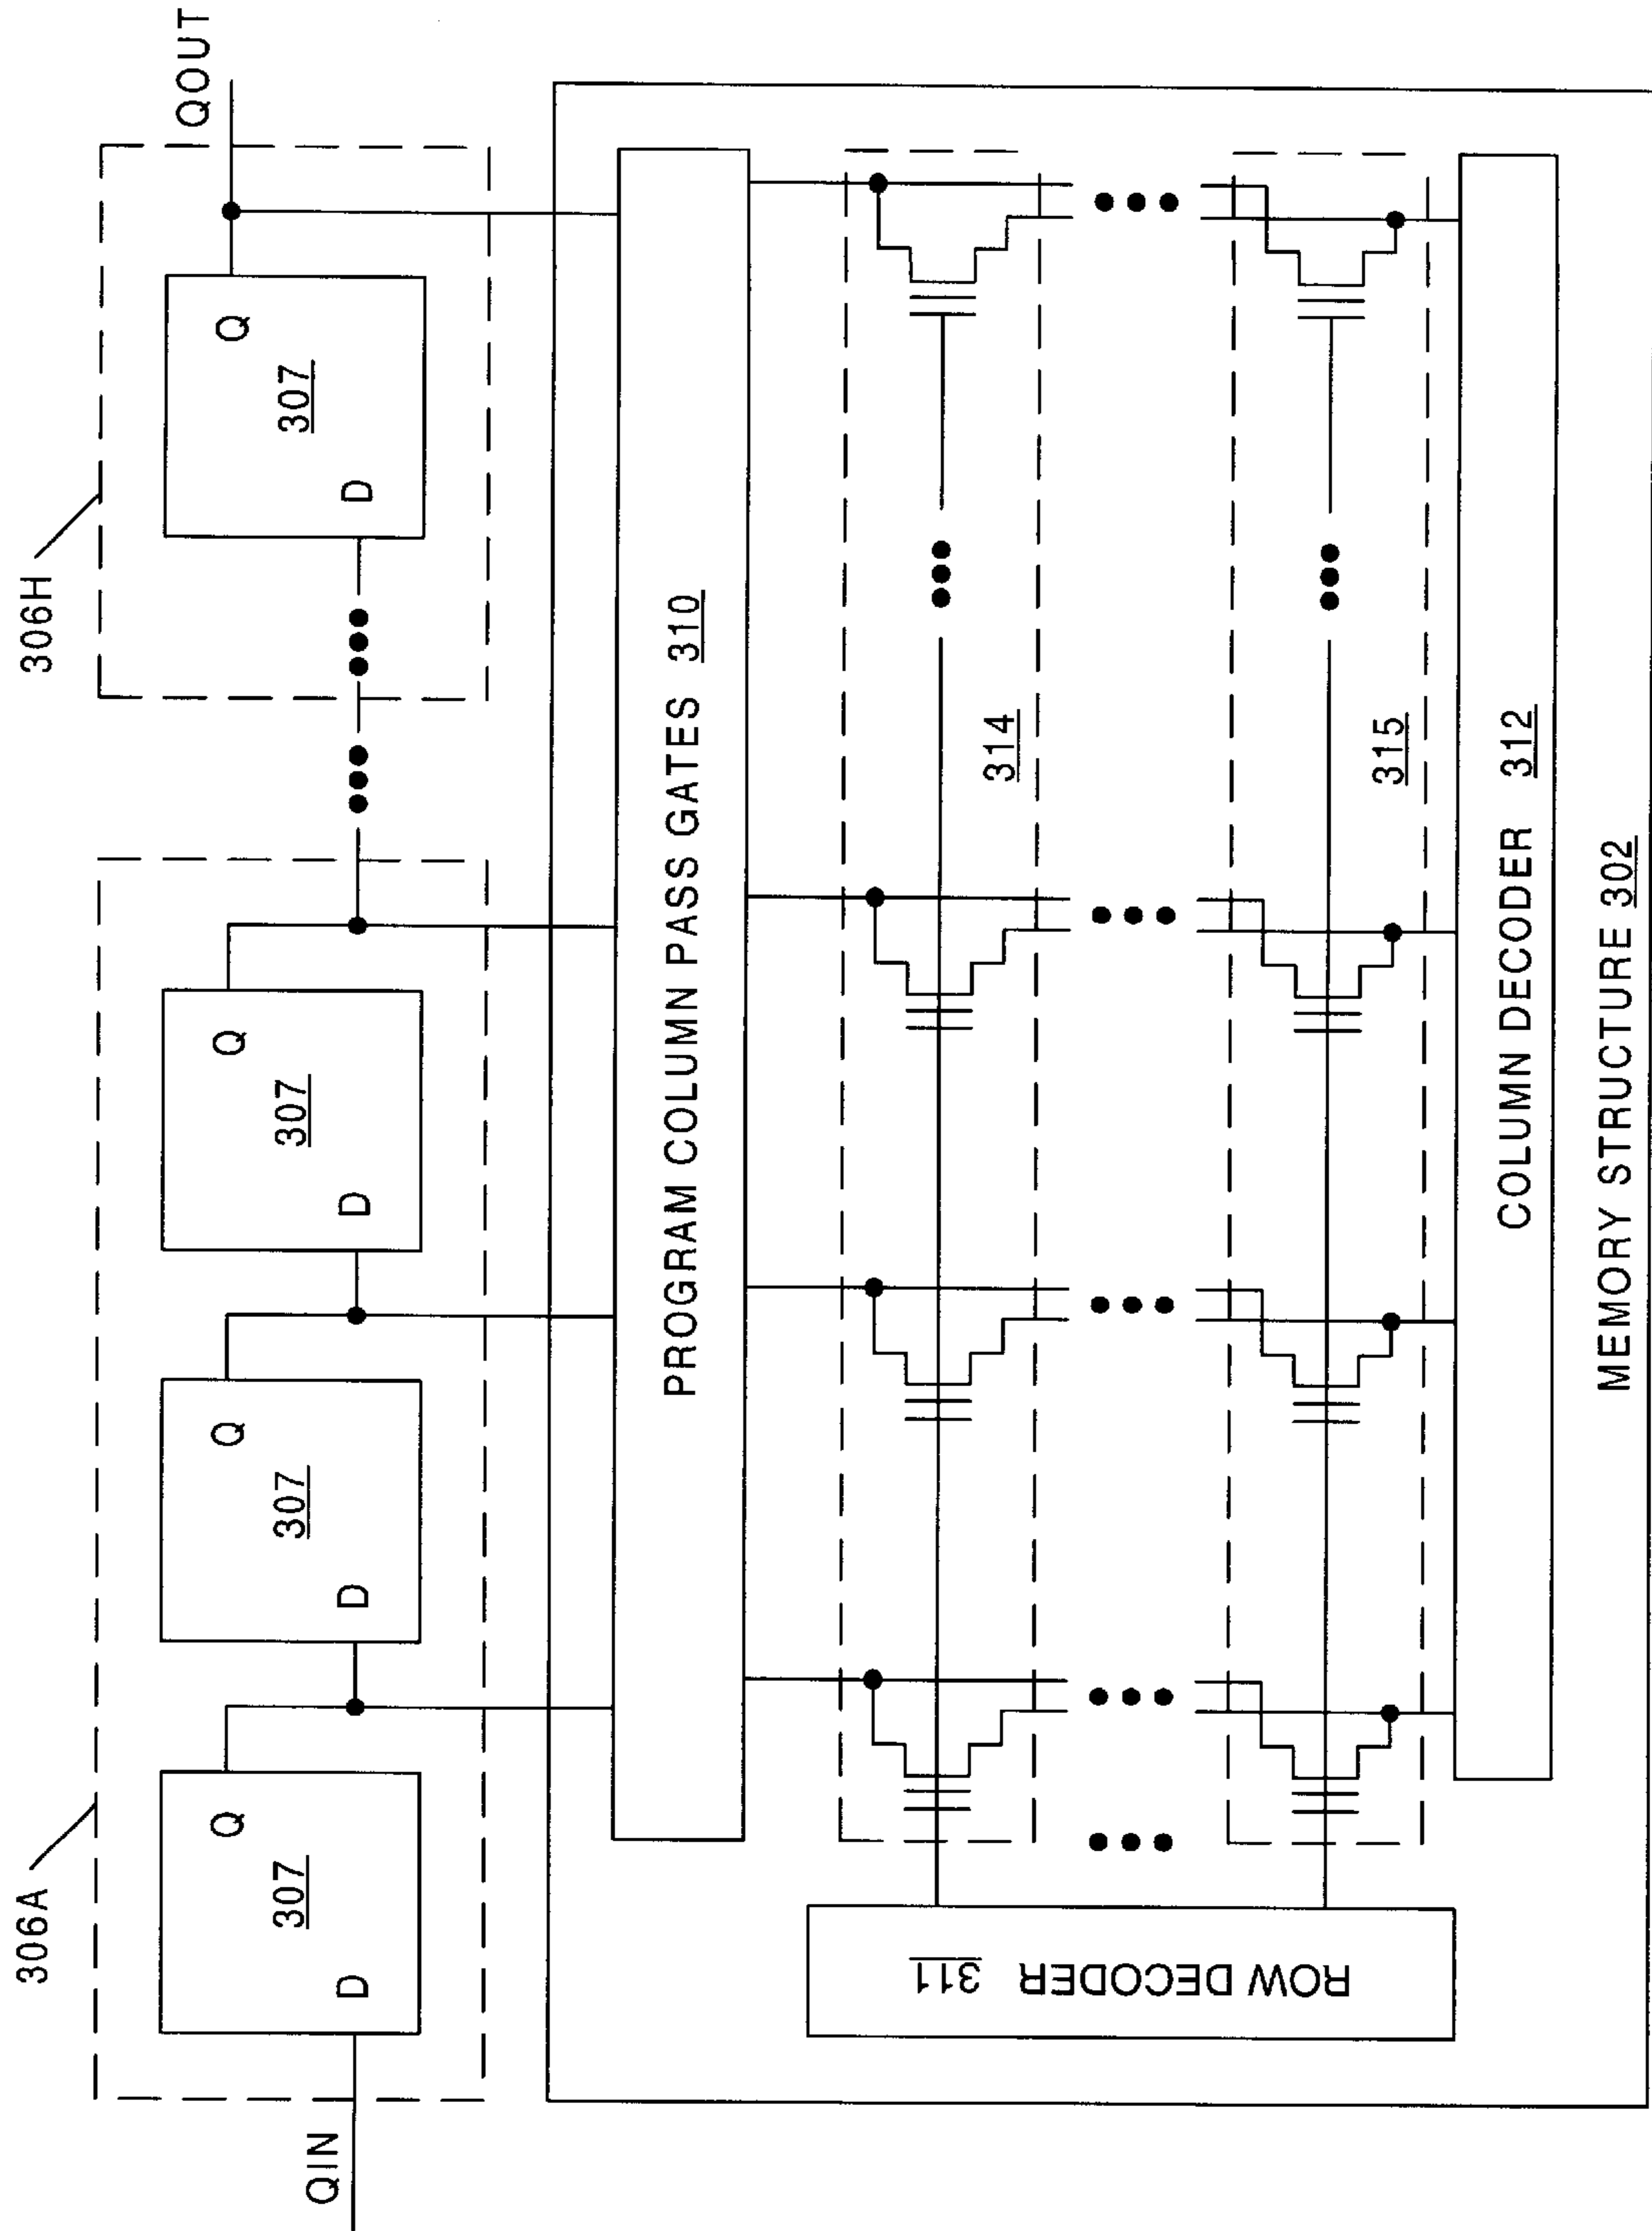 306A
306H
QIN
QOUT
D
307
Q
D
307
Q
D
307
Q
D
307
Q
PROGRAM COLUMN PASS GATES 310
ROW DECODER 311
314
315
COLUMN DECODER 312
MEMORY STRUCTURE 302